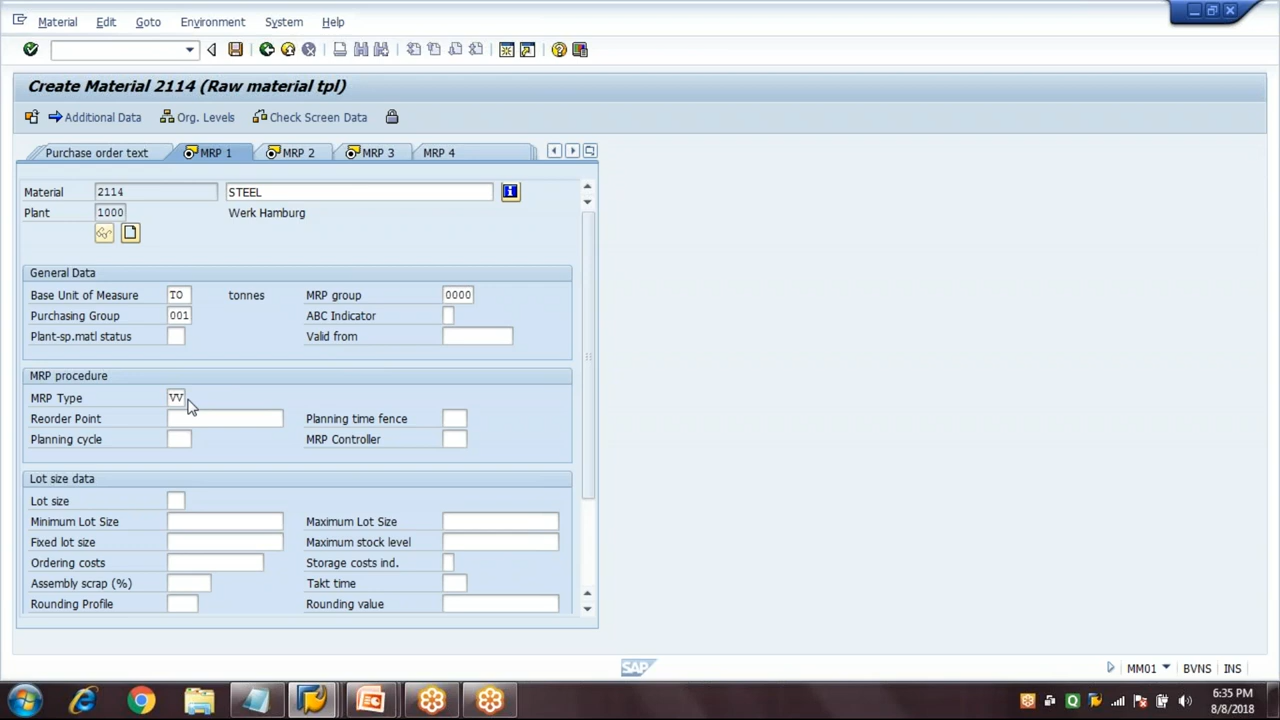 Material Edit Goto Environment System Help
Create Material 2114 (Raw material tpl)
Additional Data Org. Levels Check Screen Data
Purchase order text MRP 1 MRP 2 MRP 3 MRP 4
Material 2114 STEEL
Plant 1000 Werk Hamburg
General Data
Base Unit of Measure TO tonnes MRP group 0000
Purchasing Group 001 ABC Indicator
Plant-sp.matl status Valid from
MRP procedure
MRP Type VV
Reorder Point Planning time fence
Planning cycle MRP Controller
Lot size data
Lot size
Minimum Lot Size Maximum Lot Size
Fixed lot size Maximum stock level
Ordering costs Storage costs ind.
Assembly scrap (%) Takt time
Rounding Profile Rounding value
SAP MM01 BVNS INS
6:35 PM
8/8/2018